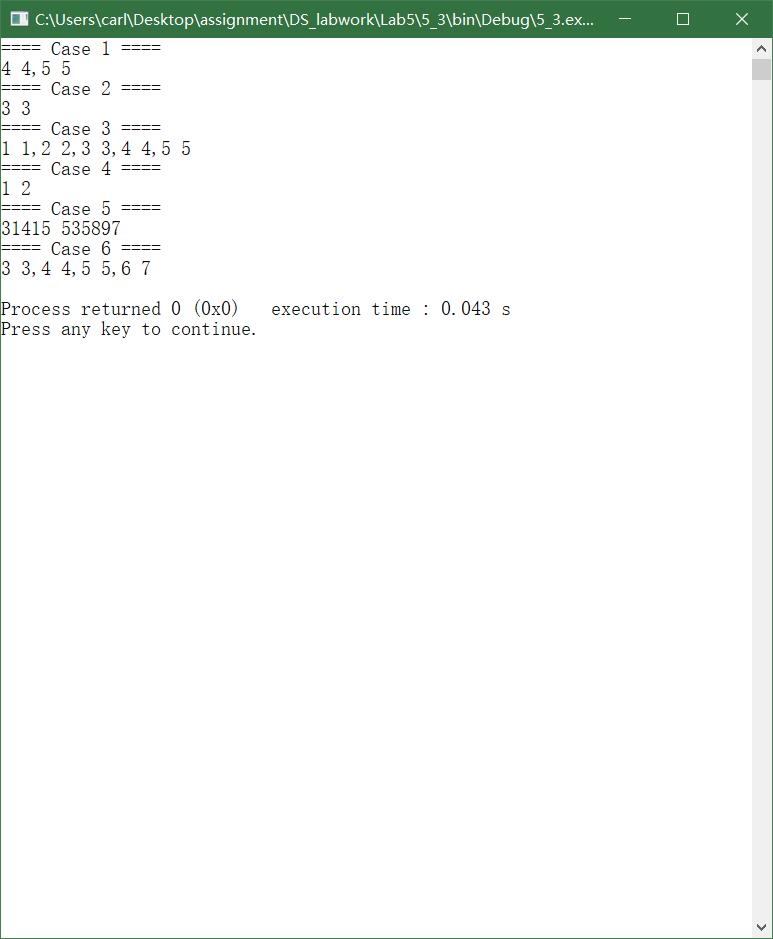 C:\Users\carl\Desktop\assignment\DS_labwork\Lab5\5_3\bin\Debug\5_3.ex...
==== Case 1 ====
4 4,5 5
==== Case 2 ====
3 3
==== Case 3 ====
1 1,2 2,3 3,4 4,5 5
==== Case 4 ====
1 2
==== Case 5 ====
31415 535897
==== Case 6 ====
3 3,4 4,5 5,6 7
Process returned 0 (0x0)   execution time : 0.043 s
Press any key to continue.